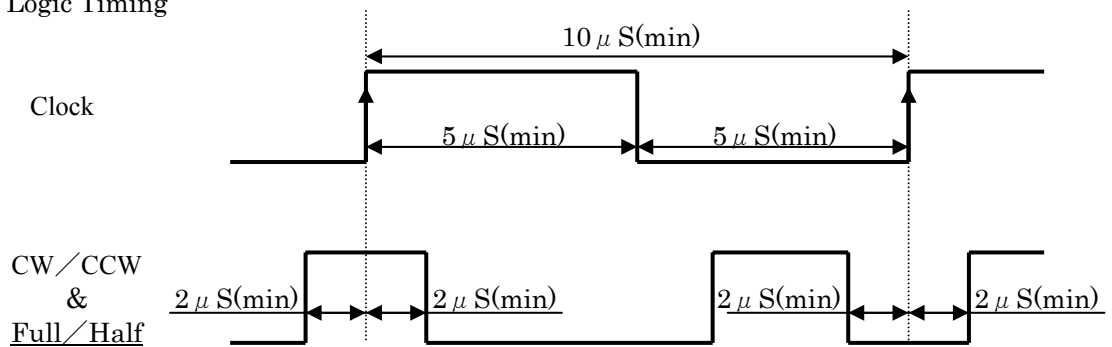 Logic Timing
10μS(min)
Clock
5μS(min) 5μS(min)
CW／CCW
&
Full／Half
2μS(min) 2μS(min) 2μS(min) 2μS(min)